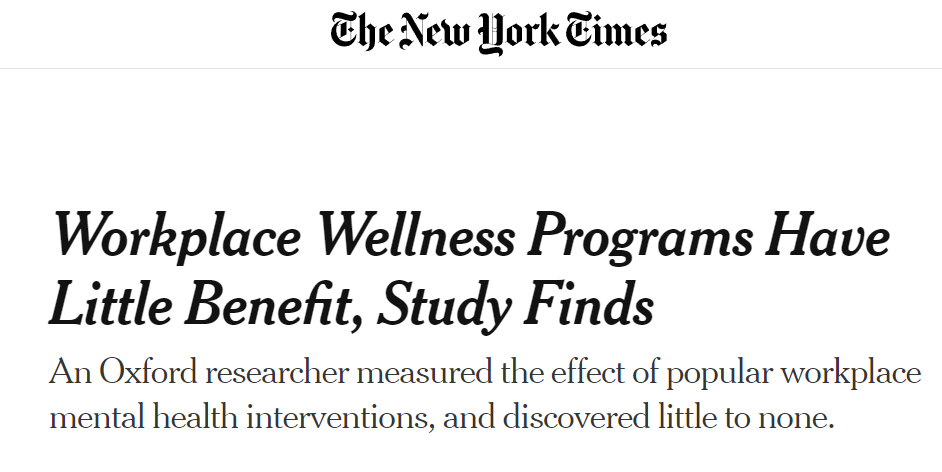 The New York Times
Workplace Wellness Programs Have
Little Benefit, Study Finds
An Oxford researcher measured the effect of popular workplace
mental health interventions, and discovered little to none.